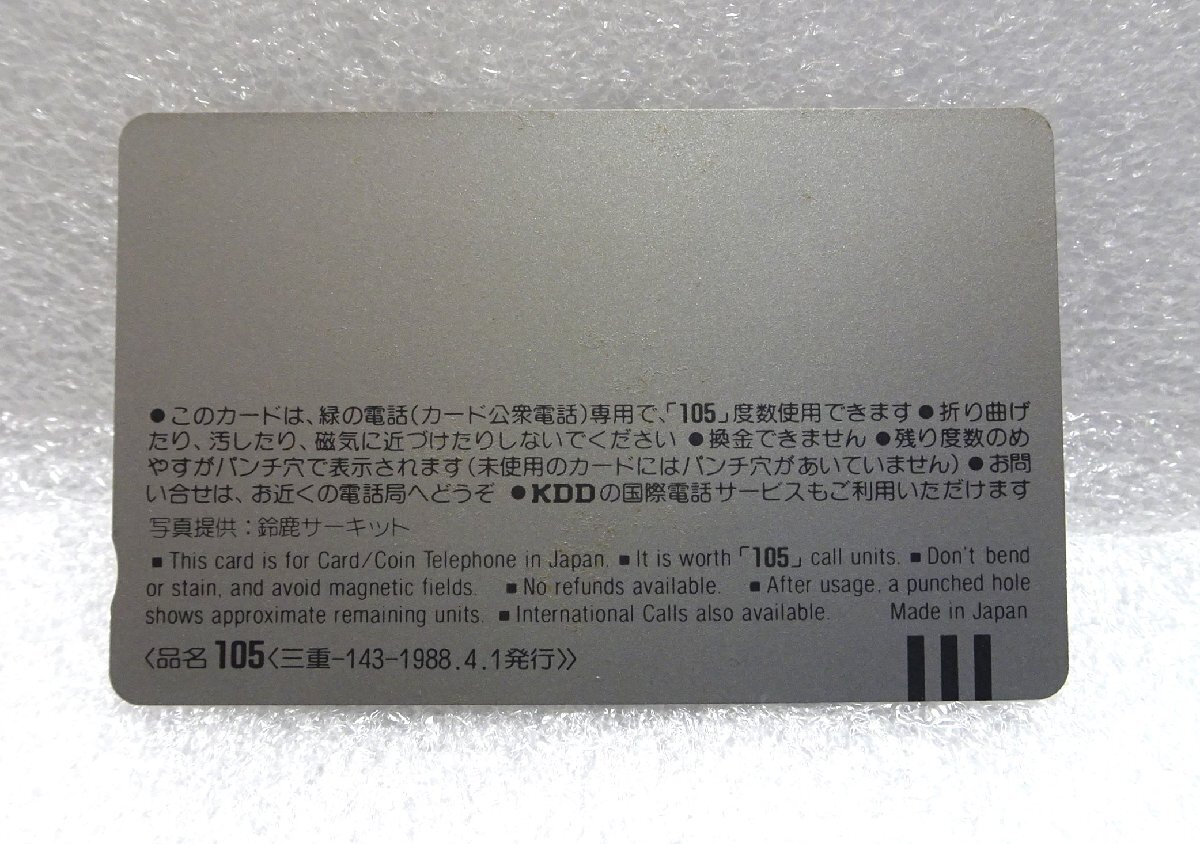 ●このカードは、緑の電話(カード公衆電話)専用で、「105」度数使用できます●折り曲げ
たり、汚したり、磁気に近づけたりしないでください ●換金できません ●残り度数のめ
やすがパンチ穴で表示されます(未使用のカードにはパンチ穴があいていません)●お問
い合せは、お近くの電話局へどうぞ ●KDDの国際電話サービスもご利用いただけます
写真提供:鈴鹿サーキット
■ This card is for Card/Coin Telephone in Japan. ■ It is worth「105」call units. ■ Don't bend
or stain, and avoid magnetic fields. ■ No refunds available. ■ After usage, a punched hole
shows approximate remaining units. ■ International Calls also available. Made in Japan
〈品名 105〈三重-143-1988.4.1発行〉〉